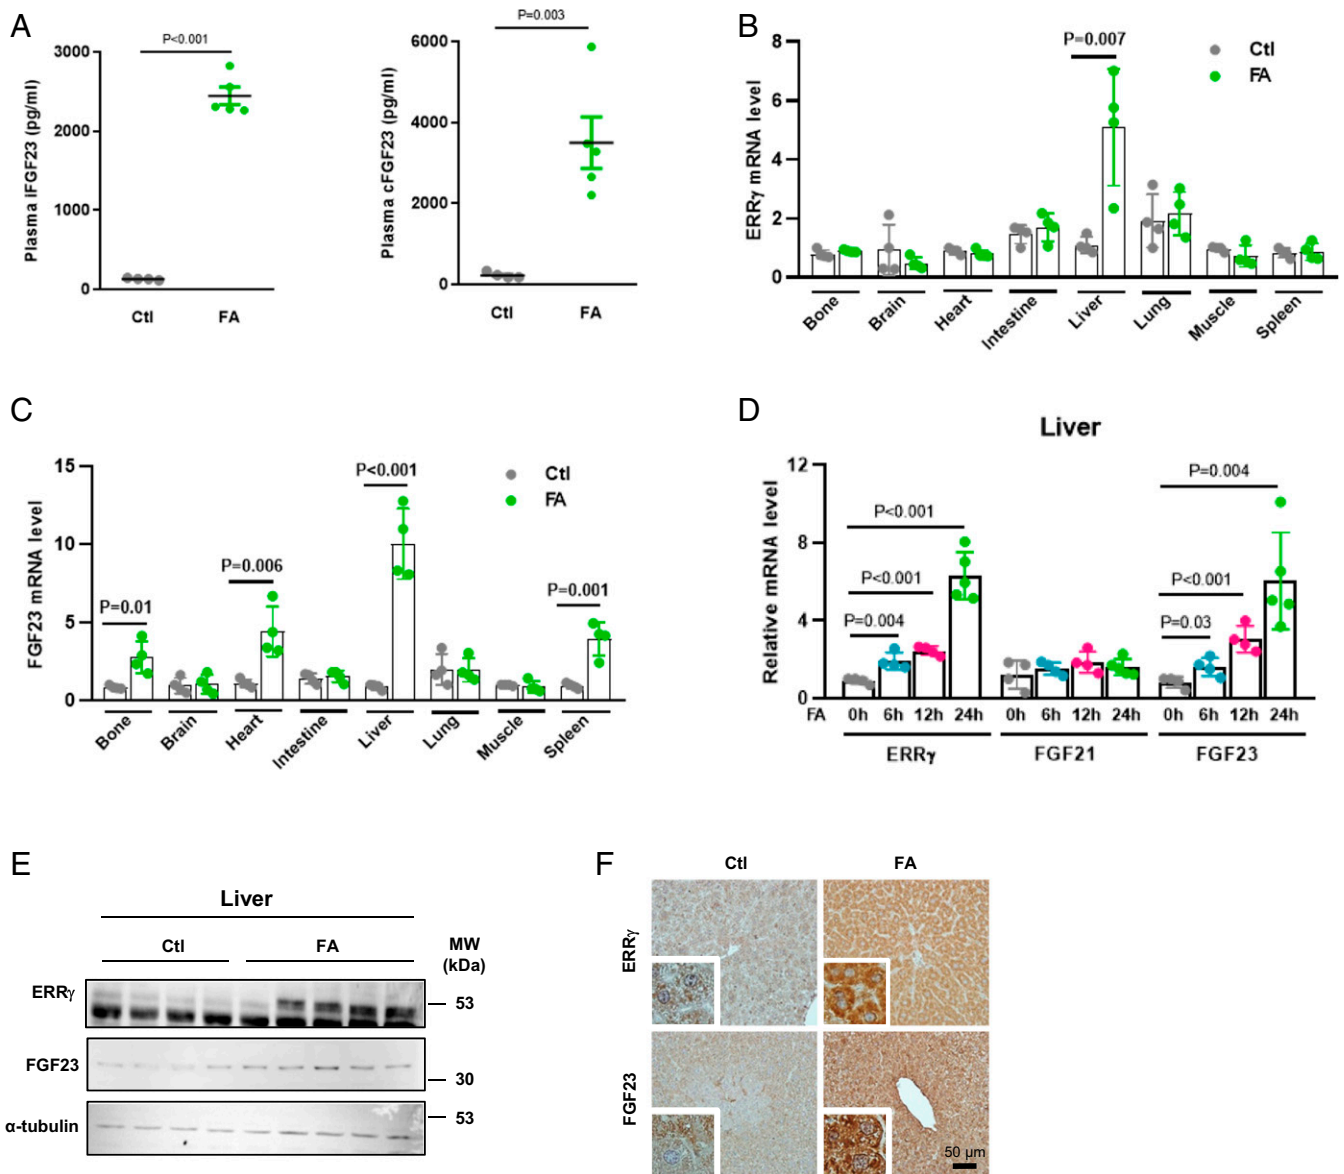 A
P<0.001
3000
2000
1000
0
Plasma iFGF23 (pg/ml)
Ctl FA
P=0.003
6000
4000
2000
0
Plasma cFGF23 (pg/ml)
Ctl FA
B
P=0.007
Ctl
FA
8
6
4
2
0
ERRγ mRNA level
Bone Brain Heart Intestine Liver Lung Muscle Spleen
C
15
10
5
0
FGF23 mRNA level
P=0.01
P=0.006
P<0.001
P=0.001
Ctl
FA
Bone Brain Heart Intestine Liver Lung Muscle Spleen
D
Liver
12
8
4
0
Relative mRNA level
P=0.004
P<0.001
P<0.001
P=0.03
P<0.001
P=0.004
FA 0h 6h 12h 24h 0h 6h 12h 24h 0h 6h 12h 24h
ERRγ FGF21 FGF23
E
Liver
Ctl FA MW
(kDa)
ERRγ 53
FGF23 30
α-tubulin 53
F
Ctl FA
ERRγ
FGF23
50 µm